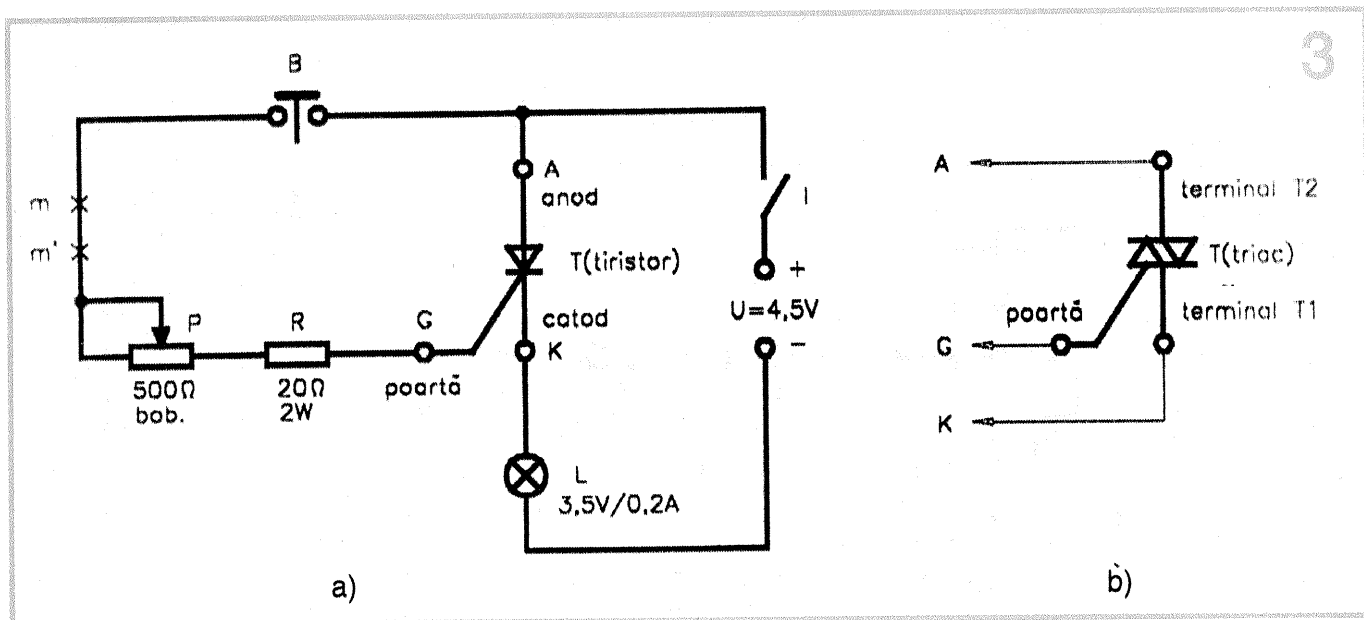 3
B
A
anod
I
m
m'
T(tiristor)
+
U=4,5V
-
P
R
G
catod
K
500Ω
bob.
20Ω
2W
poartă
L
3,5V/0,2A
a)
A
terminal T2
T(triac)
poartă
terminal T1
G
K
b)